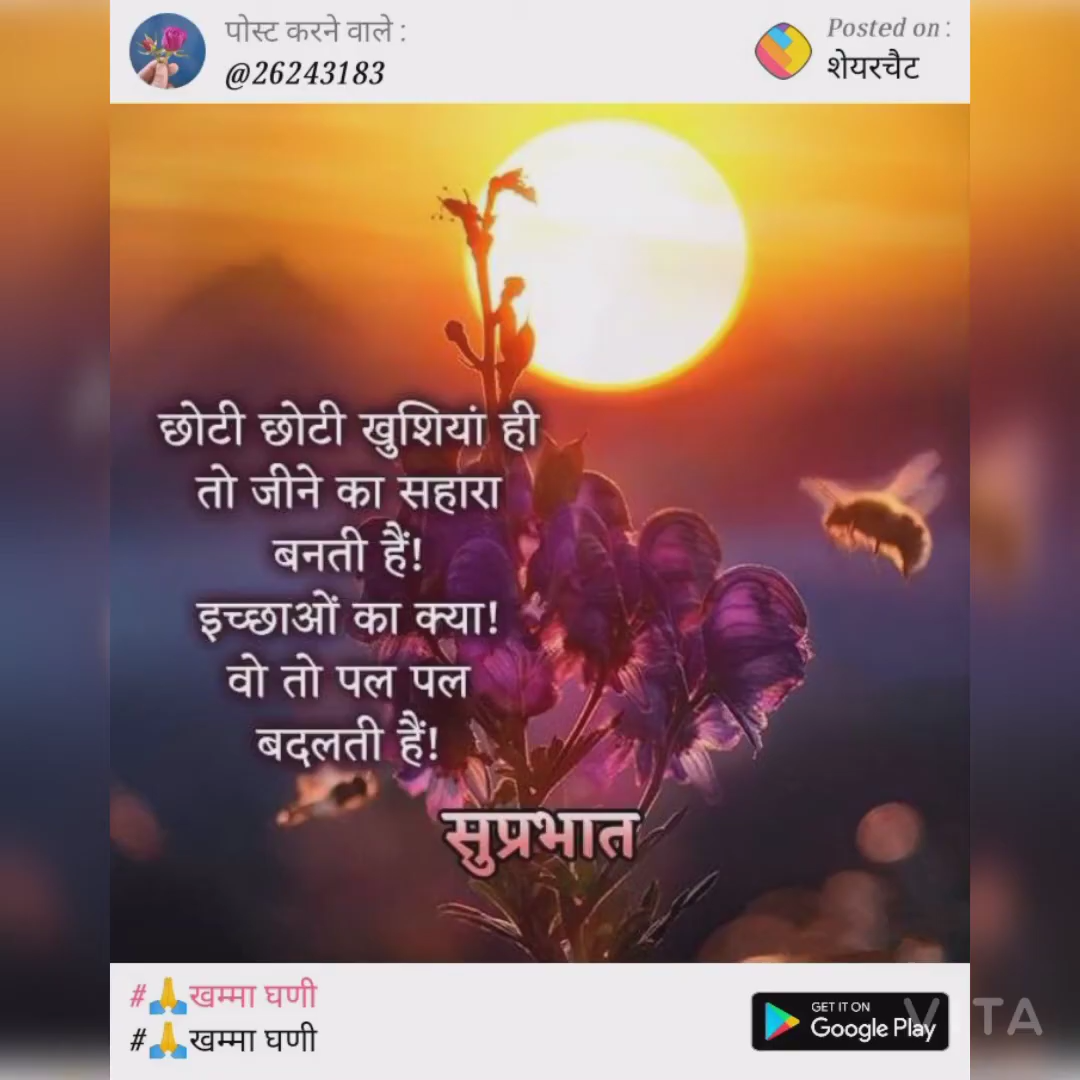 पोस्ट करने वाले :
@26243183
Posted on :
शेयरचैट
छोटी छोटी खुशियां ही
तो जीने का सहारा
बनती हैं!
इच्छाओं का क्या!
वो तो पल पल
बदलती हैं!
सुप्रभात
#🙏खम्मा घणी
#🙏खम्मा घणी
GET IT ON
Google Play
VITA